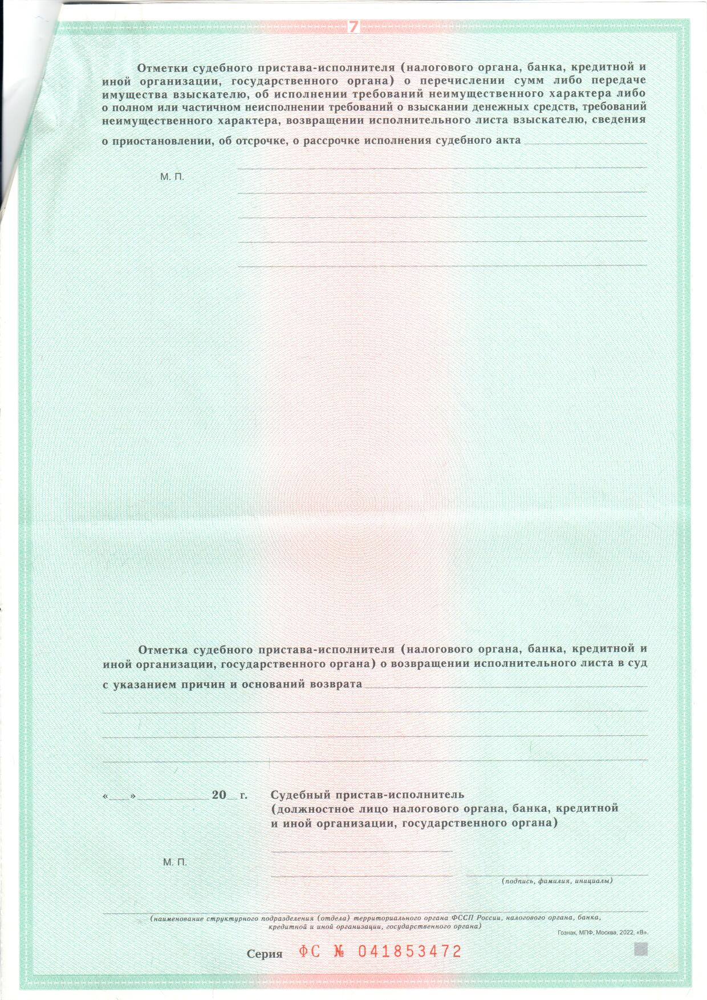 7
Отметки судебного пристава-исполнителя (налогового органа, банка, кредитной и
иной организации, государственного органа) о перечислении сумм либо передаче
имущества взыскателю, об исполнении требований неимущественного характера либо
о полном или частичном неисполнении требований о взыскании денежных средств, требований
неимущественного характера, возвращении исполнительного листа взыскателю, сведения
о приостановлении, об отсрочке, о рассрочке исполнения судебного акта
М. П.
Отметка судебного пристава-исполнителя (налогового органа, банка, кредитной и
иной организации, государственного органа) о возвращении исполнительного листа в суд
с указанием причин и оснований возврата
«___»__________ 20__ г. Судебный пристав-исполнитель
(должностное лицо налогового органа, банка, кредитной
и иной организации, государственного органа)
М. П.
(подпись, фамилия, инициалы)
(наименование структурного подразделения (отдела) территориального органа ФССП России, налогового органа, банка,
кредитной и иной организации, государственного органа)
Гознак, МПФ, Москва, 2022, «В».
Серия ФС № 041853472